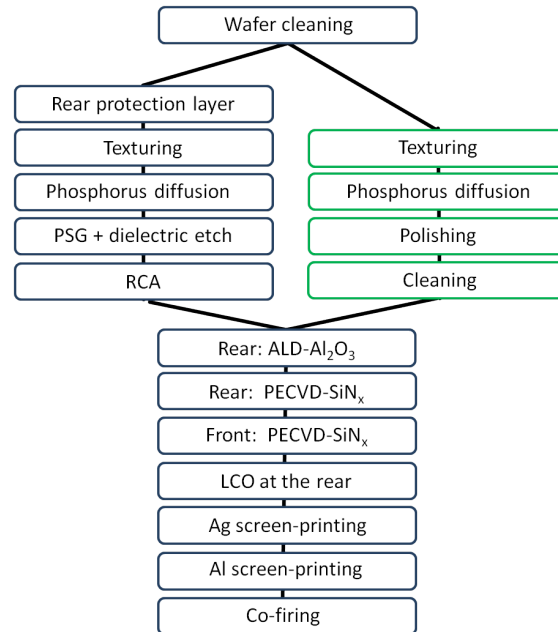 Wafer cleaning
Rear protection layer
Texturing
Phosphorus diffusion
PSG + dielectric etch
RCA
Texturing
Phosphorus diffusion
Polishing
Cleaning
Rear: ALD-Al₂O₃
Rear: PECVD-SiNₓ
Front: PECVD-SiNₓ
LCO at the rear
Ag screen-printing
Al screen-printing
Co-firing